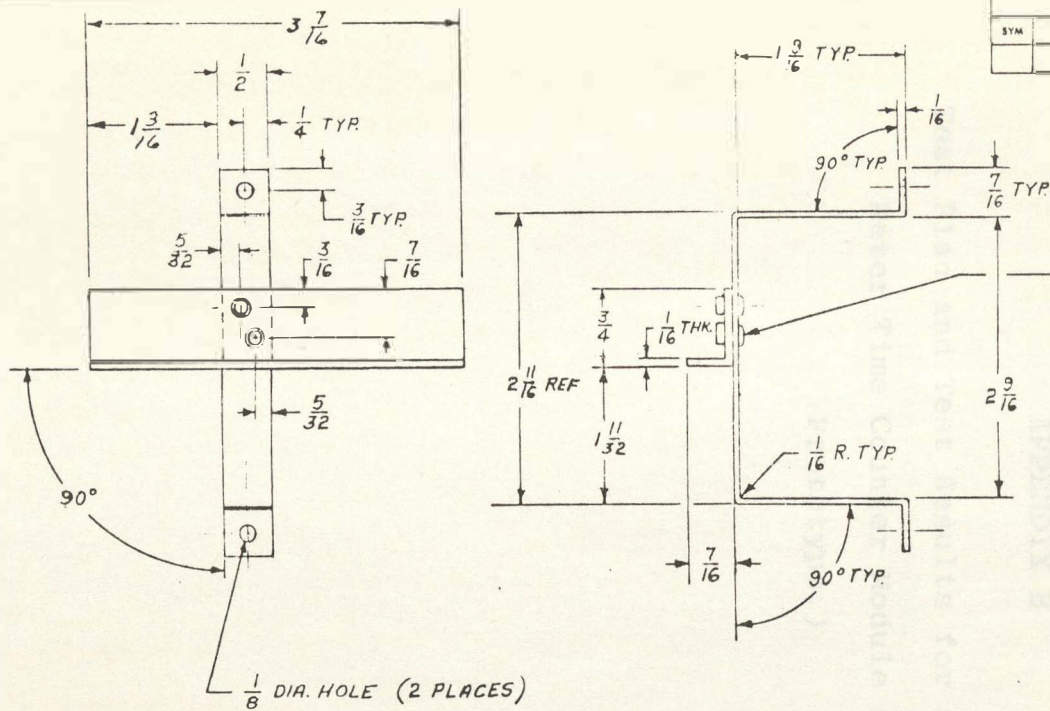 3 7/16
1/2
1 3/16
1/4 TYP.
3/16 TYP.
5/32
3/16
7/16
5/32
90°
1/8 DIA. HOLE (2 PLACES)
SYM
1 9/16 TYP.
1/16
90° TYP.
7/16 TYP.
3/4
1/16 THK.
2 11/16 REF
1 11/32
2 9/16
1/16 R. TYP.
7/16
90° TYP.
APPENDIX B
Test Plan and Test Results for
Meter Time Counter Module